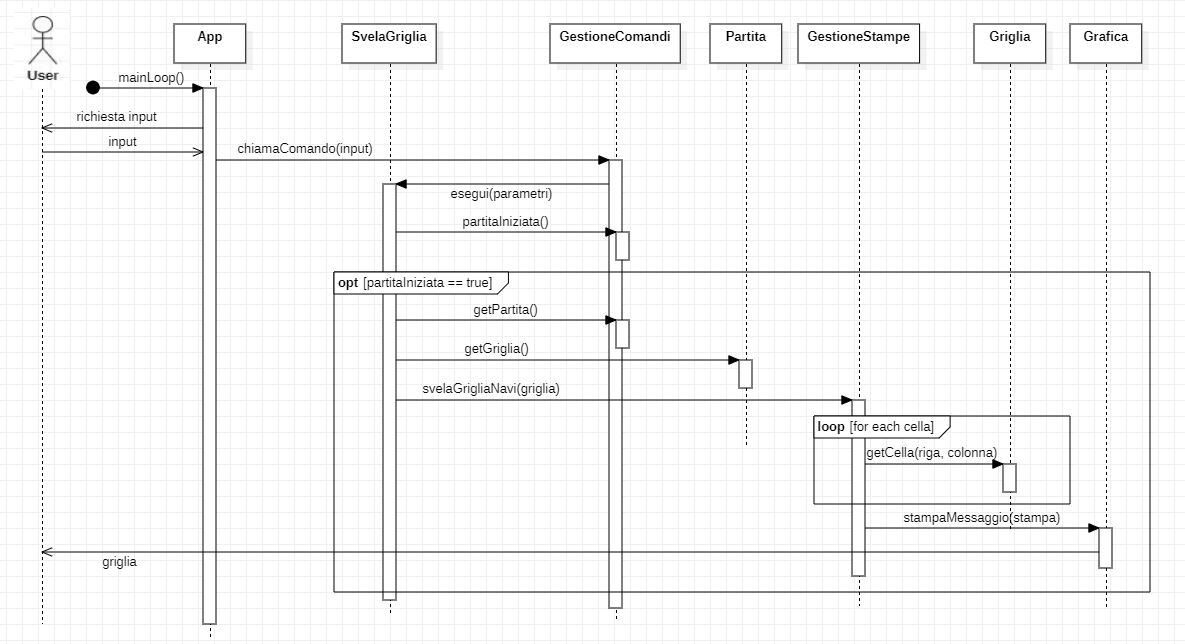 App
SvelaGriglia
GestioneComandi
Partita
GestioneStampe
Griglia
Grafica
User
mainLoop()
richiesta input
input
chiamaComando(input)
esegui(parametri)
partitaIniziata()
opt [partitaIniziata == true]
getPartita()
getGriglia()
svelaGrigliaNavi(griglia)
loop [for each cella]
getCella(riga, colonna)
stampaMessaggio(stampa)
griglia